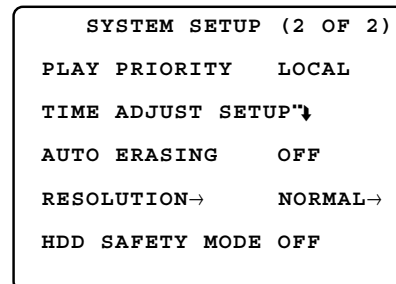 SYSTEM SETUP (2 OF 2)
PLAY PRIORITY LOCAL
TIME ADJUST SETUP
AUTO ERASING OFF
RESOLUTION→ NORMAL→
HDD SAFETY MODE OFF